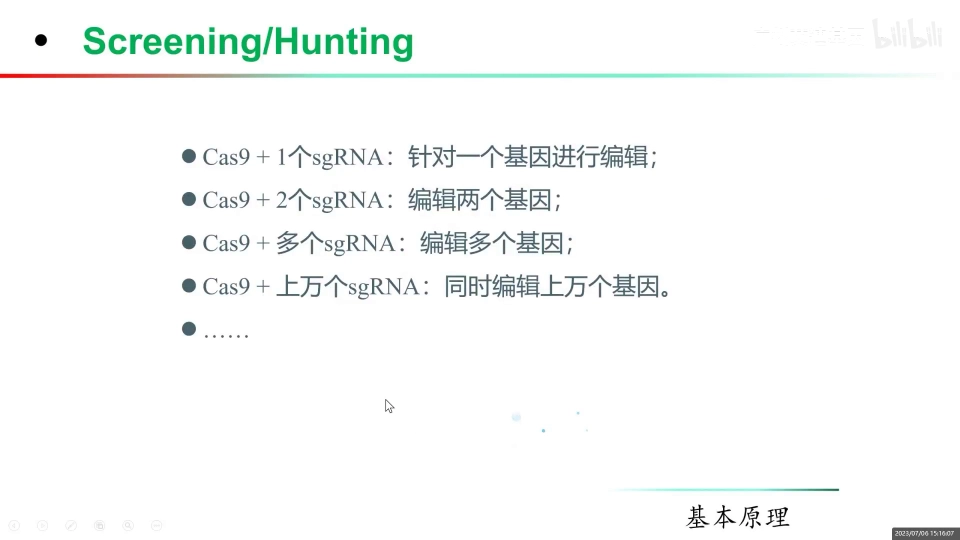 Screening/Hunting
bilibili
Cas9 + 1个sgRNA：针对一个基因进行编辑；
Cas9 + 2个sgRNA：编辑两个基因；
Cas9 + 多个sgRNA：编辑多个基因；
Cas9 + 上万个sgRNA：同时编辑上万个基因。
……
基本原理
2023/07/06 15:16:07